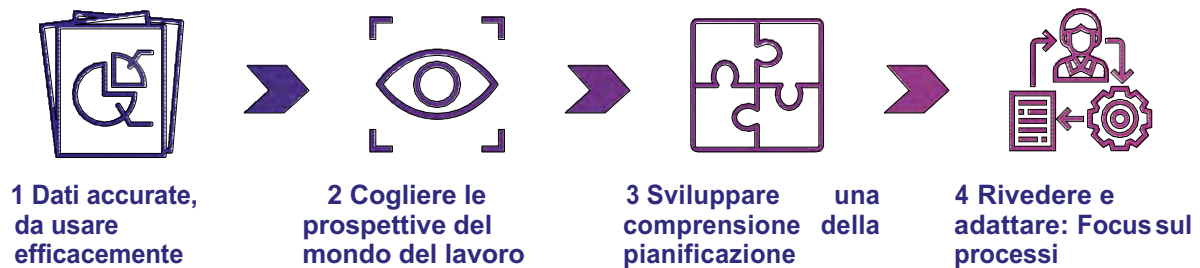 1 Dati accurate,
da usare
efficacemente
2 Cogliere le
prospettive del
mondo del lavoro
3 Sviluppare una
comprensione della
pianificazione
4 Rivedere e
adattare: Focus sul
processi